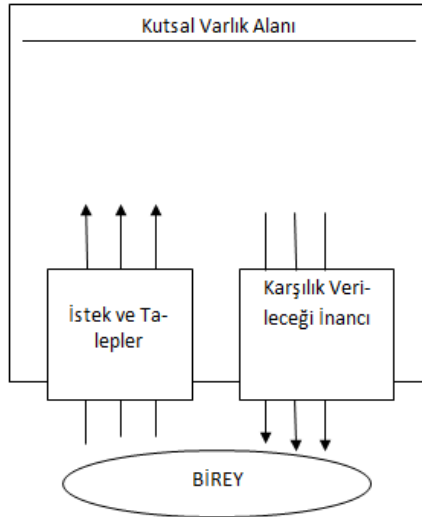 Kutsal Varlık Alanı
İstek ve Ta-
lepler
Karşılık Veri-
leceği İnancı
BİREY